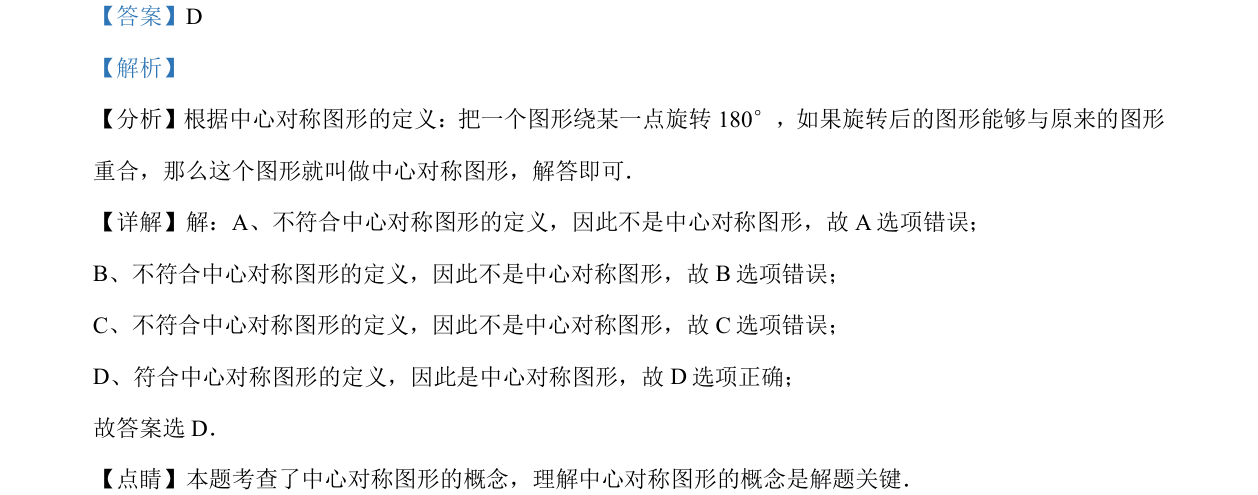 【答案】D
【解析】
【分析】根据中心对称图形的定义：把一个图形绕某一点旋转 180°，如果旋转后的图形能够与原来的图形
重合，那么这个图形就叫做中心对称图形，解答即可．
【详解】解：A、不符合中心对称图形的定义，因此不是中心对称图形，故 A 选项错误；
B、不符合中心对称图形的定义，因此不是中心对称图形，故 B 选项错误；
C、不符合中心对称图形的定义，因此不是中心对称图形，故 C 选项错误；
D、符合中心对称图形的定义，因此是中心对称图形，故 D 选项正确；
故答案选 D．
【点睛】本题考查了中心对称图形的概念，理解中心对称图形的概念是解题关键．